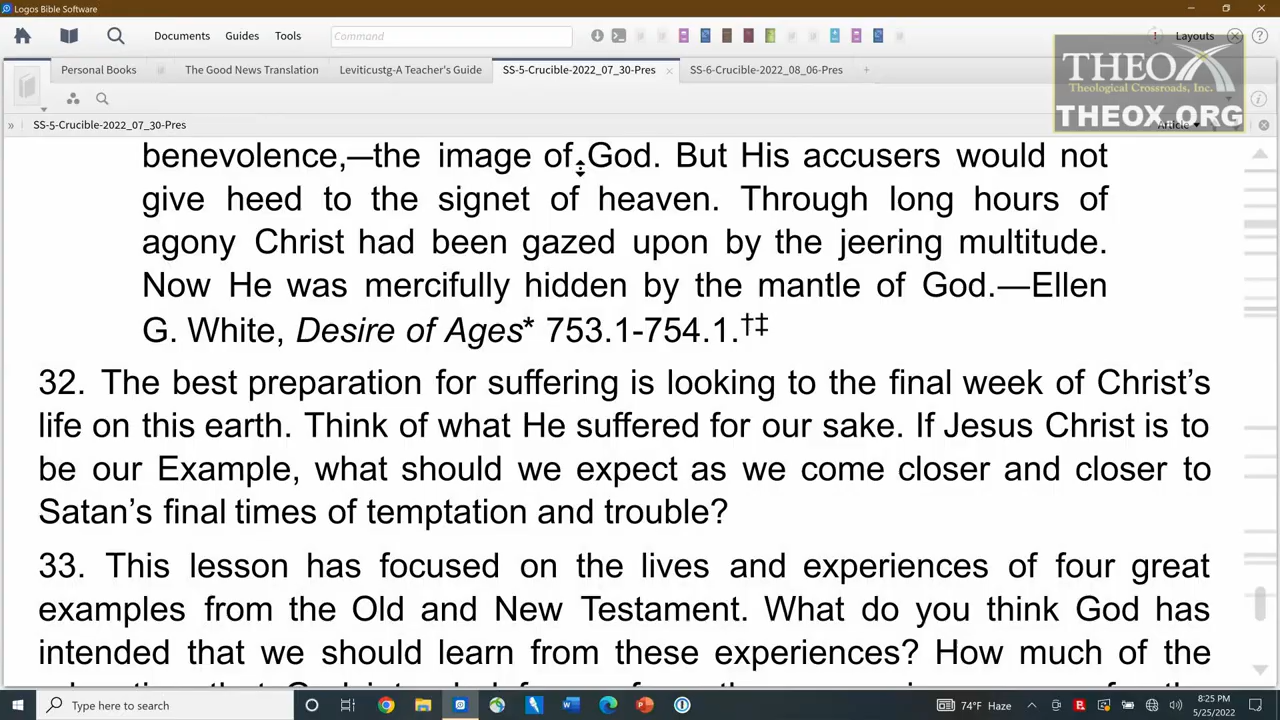 Logos Bible Software
Documents Guides Tools Command Layouts
THEOX
Theological Crossroads, Inc.
THEOX.ORG
Personal Books The Good News Translation Leviticustg A Teacher's Guide SS-5-Crucible-2022_07_30-Pres SS-6-Crucible-2022_08_06-Pres
SS-5-Crucible-2022_07_30-Pres Article
benevolence,—the image of God. But His accusers would not
give heed to the signet of heaven. Through long hours of
agony Christ had been gazed upon by the jeering multitude.
Now He was mercifully hidden by the mantle of God.—Ellen
G. White, Desire of Ages* 753.1-754.1.†‡
32. The best preparation for suffering is looking to the final week of Christ's
life on this earth. Think of what He suffered for our sake. If Jesus Christ is to
be our Example, what should we expect as we come closer and closer to
Satan's final times of temptation and trouble?
33. This lesson has focused on the lives and experiences of four great
examples from the Old and New Testament. What do you think God has
intended that we should learn from these experiences? How much of the
Type here to search
74°F Haze
8:25 PM
5/25/2022